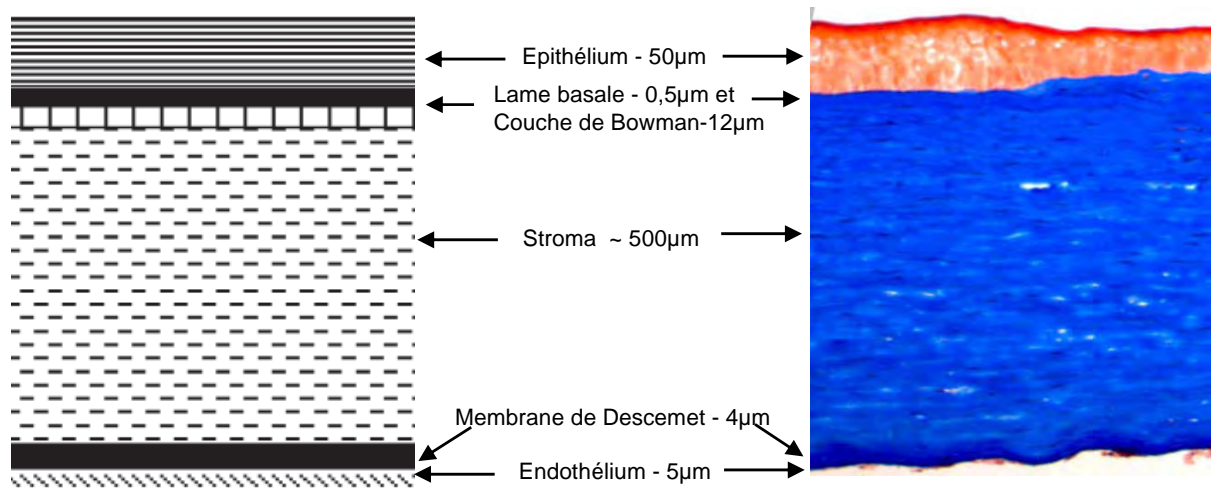 Epithélium - 50µm
Lame basale - 0,5µm et
Couche de Bowman-12µm
Stroma ~ 500µm
Membrane de Descemet - 4µm
Endothélium - 5µm